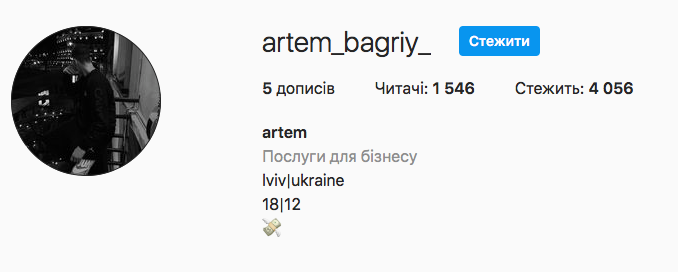 artem_bagriy_ Стежити
5 дописів Читачі: 1 546 Стежить: 4 056
artem
Послуги для бізнесу
lviv|ukraine
18|12
💸